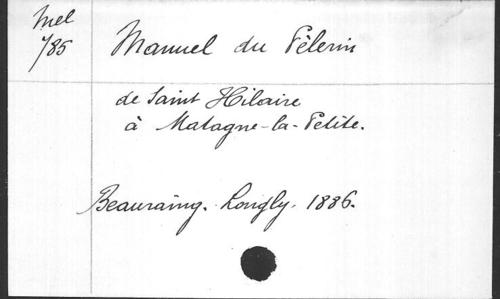 Mel
785
Manuel du Pèlerin
de Saint Hilaire
à Matagne-la-Petite.
Beauraing. Longly. 1886.